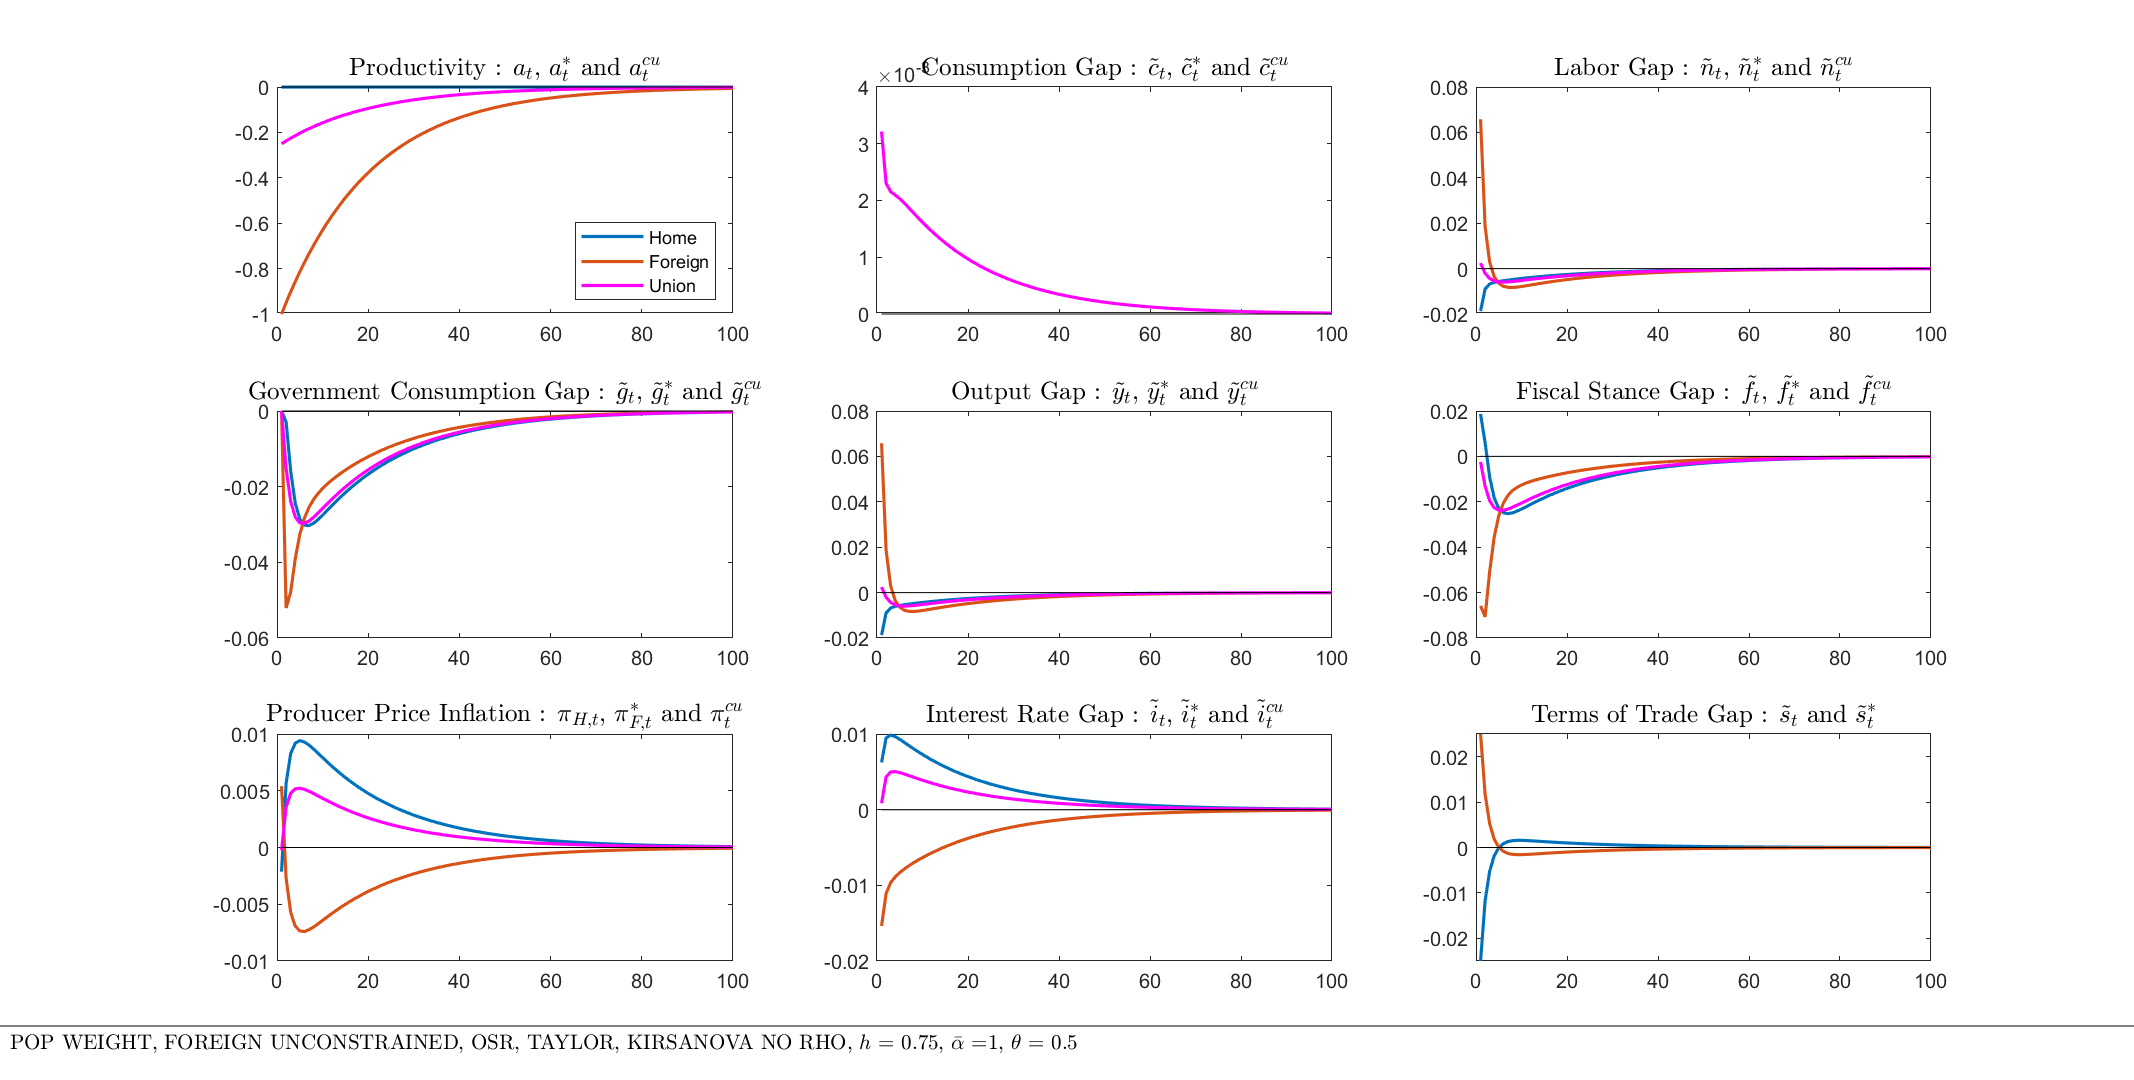 Productivity : a_t, a_t^* and a_t^{cu}
0
-0.2
-0.4
-0.6
-0.8
-1
0 20 40 60 80 100
Home
Foreign
Union
×10^{-3}
Consumption Gap : c̃_t, c̃_t^* and c̃_t^{cu}
4
3
2
1
0
0 20 40 60 80 100
Labor Gap : ñ_t, ñ_t^* and ñ_t^{cu}
0.08
0.06
0.04
0.02
0
-0.02
0 20 40 60 80 100
Government Consumption Gap : g̃_t, g̃_t^* and g̃_t^{cu}
0
-0.02
-0.04
-0.06
0 20 40 60 80 100
Output Gap : ỹ_t, ỹ_t^* and ỹ_t^{cu}
0.08
0.06
0.04
0.02
0
-0.02
0 20 40 60 80 100
Fiscal Stance Gap : f̃_t, f̃_t^* and f̃_t^{cu}
0.02
0
-0.02
-0.04
-0.06
-0.08
0 20 40 60 80 100
Producer Price Inflation : π_{H,t}, π_{F,t}^* and π_t^{cu}
0.01
0.005
0
-0.005
-0.01
0 20 40 60 80 100
Interest Rate Gap : ĩ_t, ĩ_t^* and ĩ_t^{cu}
0.01
0
-0.01
-0.02
0 20 40 60 80 100
Terms of Trade Gap : s̃_t and s̃_t^*
0.02
0.01
0
-0.01
-0.02
0 20 40 60 80 100
POP WEIGHT, FOREIGN UNCONSTRAINED, OSR, TAYLOR, KIRSANOVA NO RHO, h = 0.75, ᾱ =1, θ = 0.5